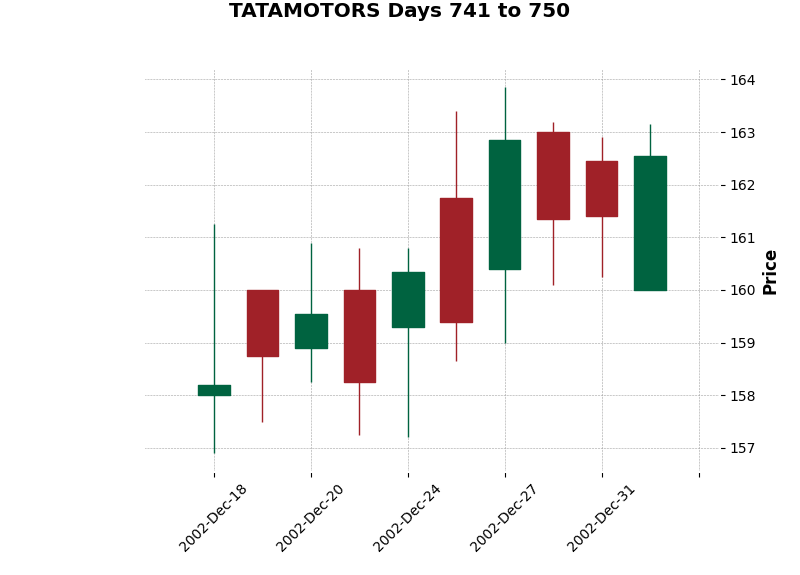 TATAMOTORS Days 741 to 750
164
163
162
161
160
159
158
157
Price
2002-Dec-18
2002-Dec-20
2002-Dec-24
2002-Dec-27
2002-Dec-31